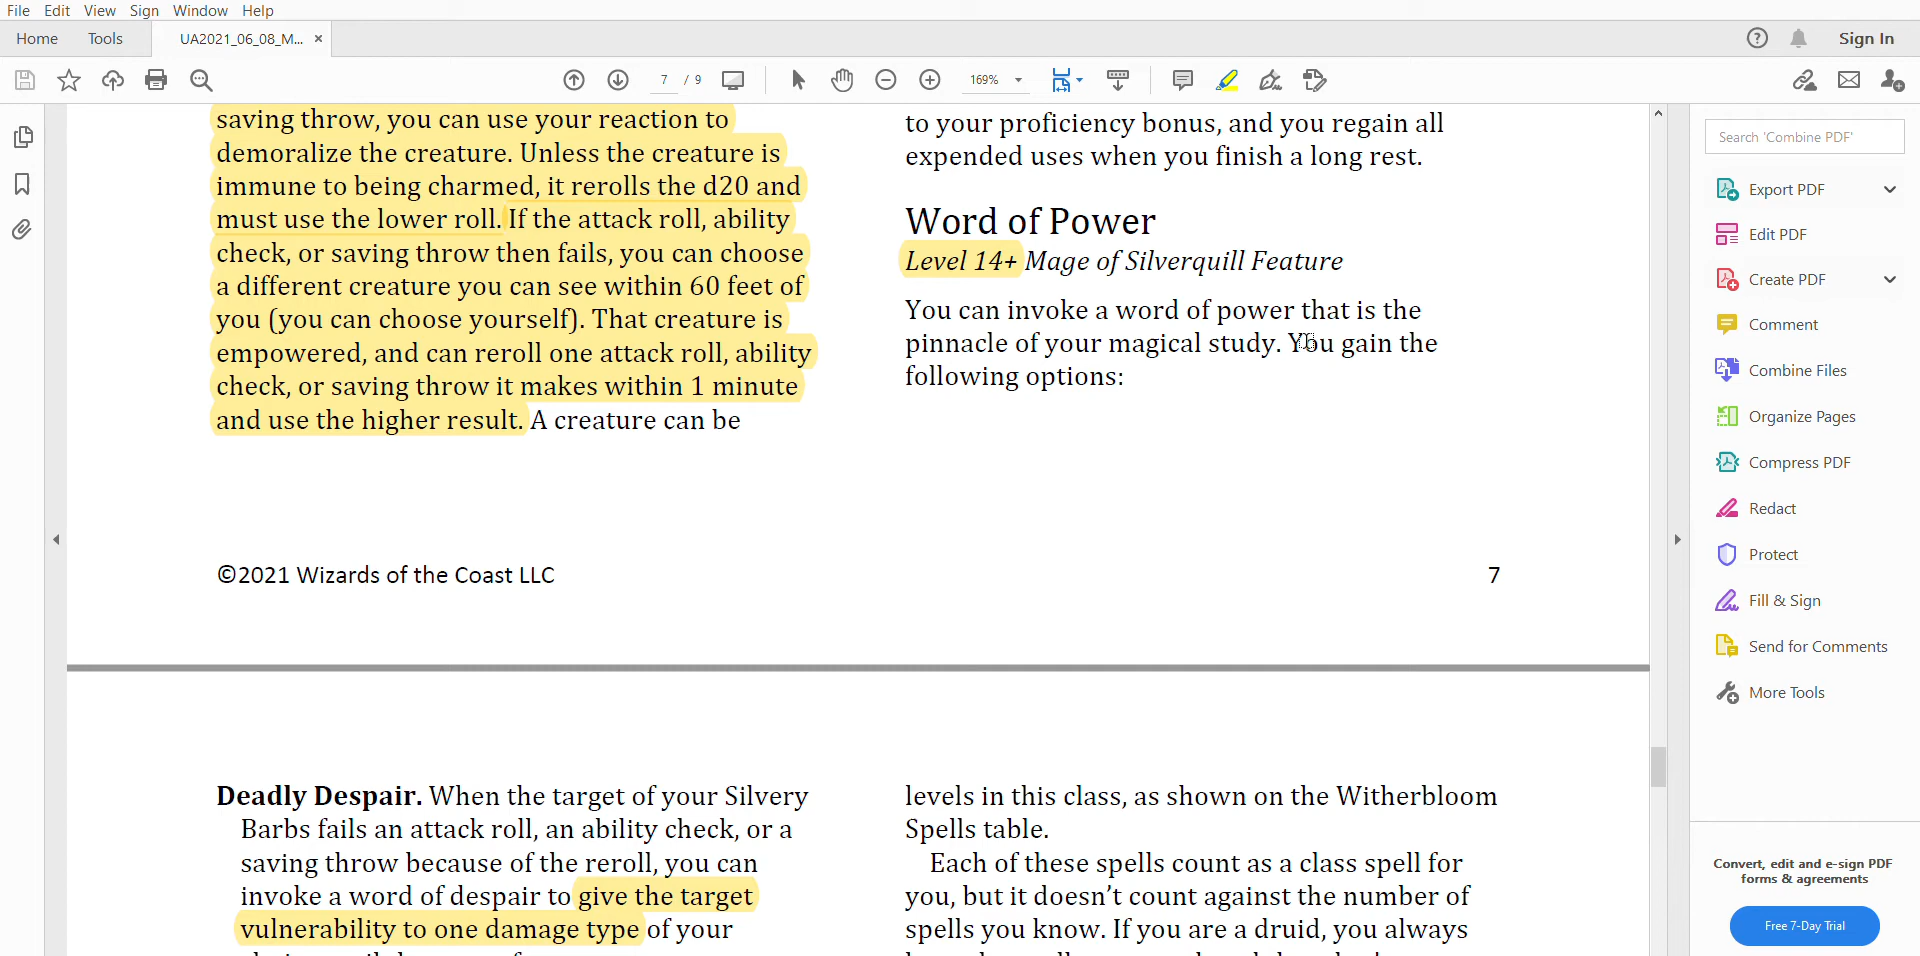 File Edit View Sign Window Help
Home Tools UA2021_06_08_M... × Sign In
7 / 9 169%
saving throw, you can use your reaction to
demoralize the creature. Unless the creature is
immune to being charmed, it rerolls the d20 and
must use the lower roll. If the attack roll, ability
check, or saving throw then fails, you can choose
a different creature you can see within 60 feet of
you (you can choose yourself). That creature is
empowered, and can reroll one attack roll, ability
check, or saving throw it makes within 1 minute
and use the higher result. A creature can be
to your proficiency bonus, and you regain all
expended uses when you finish a long rest.
Word of Power
Level 14+ Mage of Silverquill Feature
You can invoke a word of power that is the
pinnacle of your magical study. You gain the
following options:
©2021 Wizards of the Coast LLC 7
Deadly Despair. When the target of your Silvery
Barbs fails an attack roll, an ability check, or a
saving throw because of the reroll, you can
invoke a word of despair to give the target
vulnerability to one damage type of your
levels in this class, as shown on the Witherbloom
Spells table.
Each of these spells count as a class spell for
you, but it doesn't count against the number of
spells you know. If you are a druid, you always
Search 'Combine PDF'
Export PDF
Edit PDF
Create PDF
Comment
Combine Files
Organize Pages
Compress PDF
Redact
Protect
Fill & Sign
Send for Comments
More Tools
Convert, edit and e-sign PDF
forms & agreements
Free 7-Day Trial